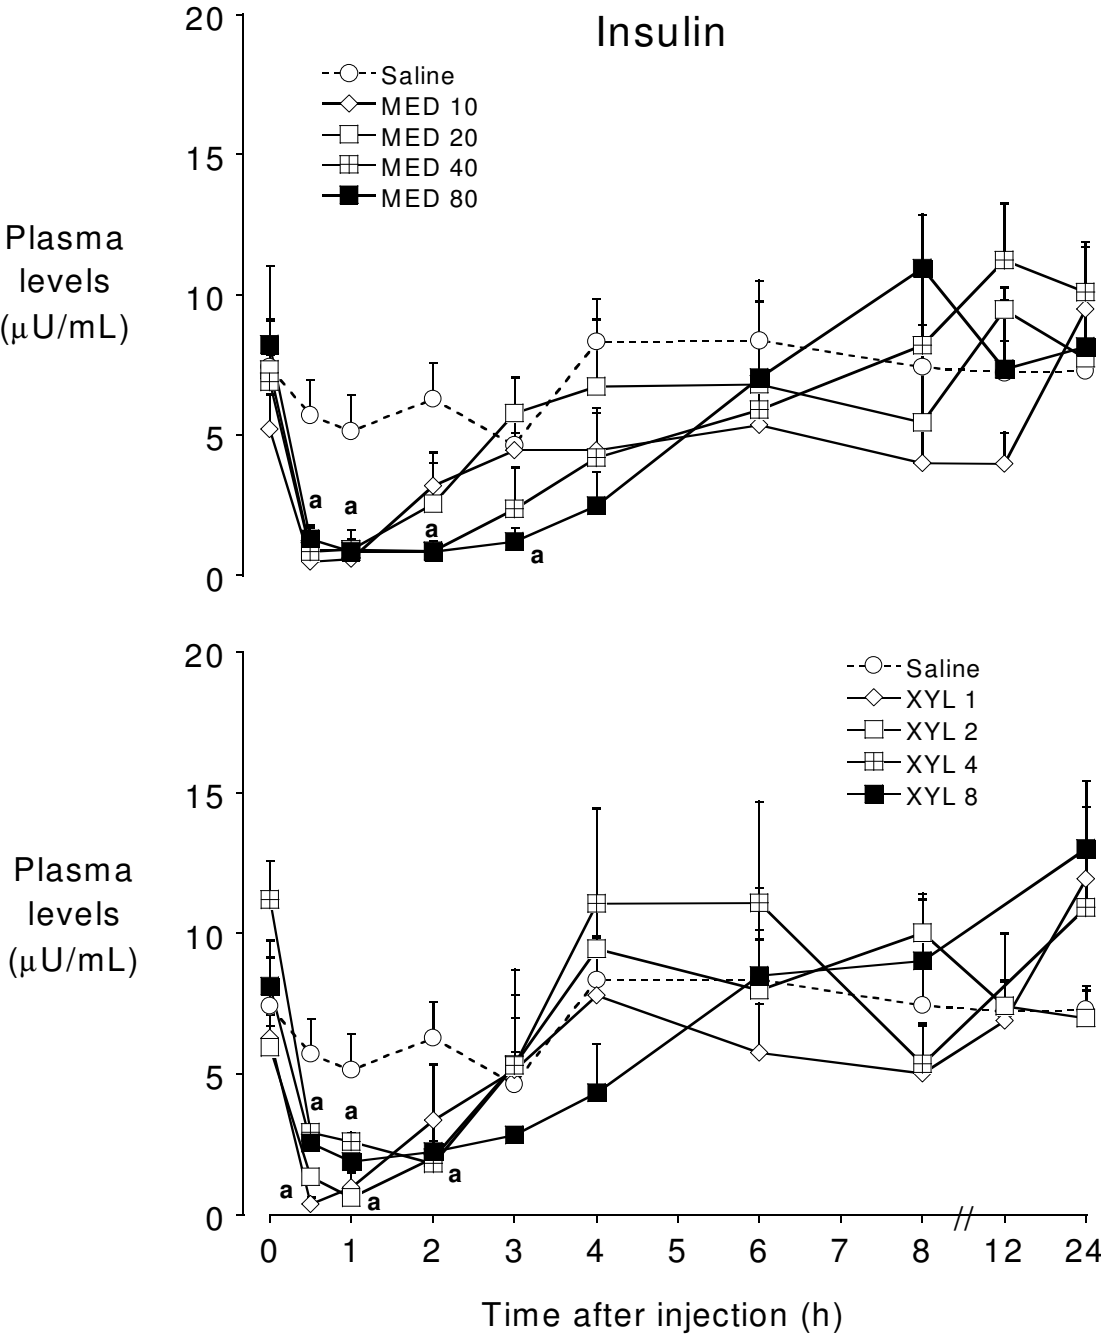 Insulin
20
15
10
5
0
Plasma
levels
(μU/mL)
Saline
MED 10
MED 20
MED 40
MED 80
a
a
a
a
20
15
10
5
0
Plasma
levels
(μU/mL)
Saline
XYL 1
XYL 2
XYL 4
XYL 8
a
a
a
a
a
0 1 2 3 4 5 6 7 8 12 24
Time after injection (h)